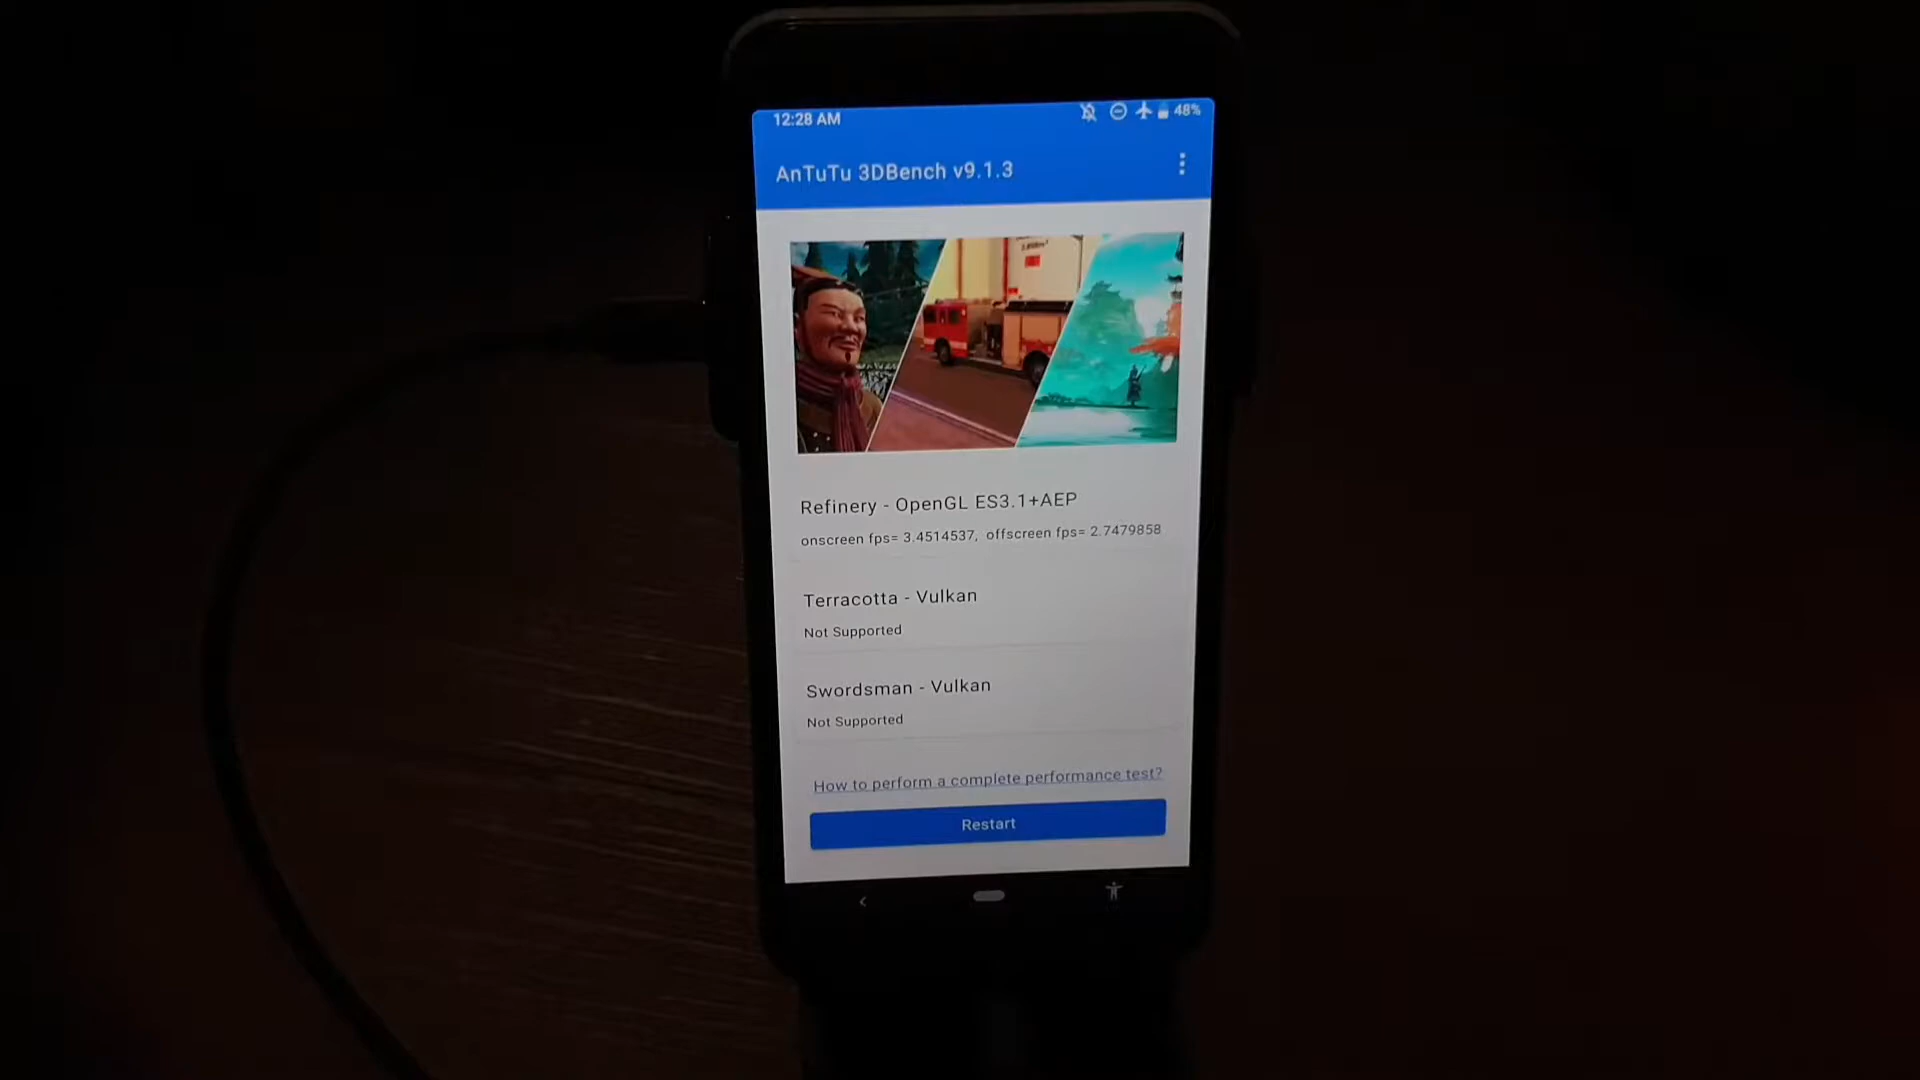 12:28 AM 48%
AnTuTu 3DBench v9.1.3
Refinery - OpenGL ES3.1+AEP
onscreen fps= 3.4514537, offscreen fps= 2.7479858
Terracotta - Vulkan
Not Supported
Swordsman - Vulkan
Not Supported
How to perform a complete performance test?
Restart